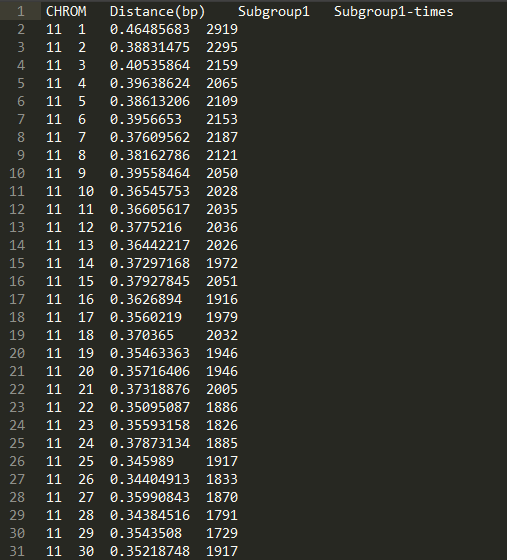 1 CHROM Distance(bp) Subgroup1 Subgroup1-times
2 11 1 0.46485683 2919
3 11 2 0.38831475 2295
4 11 3 0.40535864 2159
5 11 4 0.39638624 2065
6 11 5 0.38613206 2109
7 11 6 0.3956653 2153
8 11 7 0.37609562 2187
9 11 8 0.38162786 2121
10 11 9 0.39558464 2050
11 11 10 0.36545753 2028
12 11 11 0.36605617 2035
13 11 12 0.3775216 2036
14 11 13 0.36442217 2026
15 11 14 0.37297168 1972
16 11 15 0.37927845 2051
17 11 16 0.3626894 1916
18 11 17 0.3560219 1979
19 11 18 0.370365 2032
20 11 19 0.35463363 1946
21 11 20 0.35716406 1946
22 11 21 0.37318876 2005
23 11 22 0.35095087 1886
24 11 23 0.35593158 1826
25 11 24 0.37873134 1885
26 11 25 0.345989 1917
27 11 26 0.34404913 1833
28 11 27 0.35990843 1870
29 11 28 0.34384516 1791
30 11 29 0.3543508 1729
31 11 30 0.35218748 1917